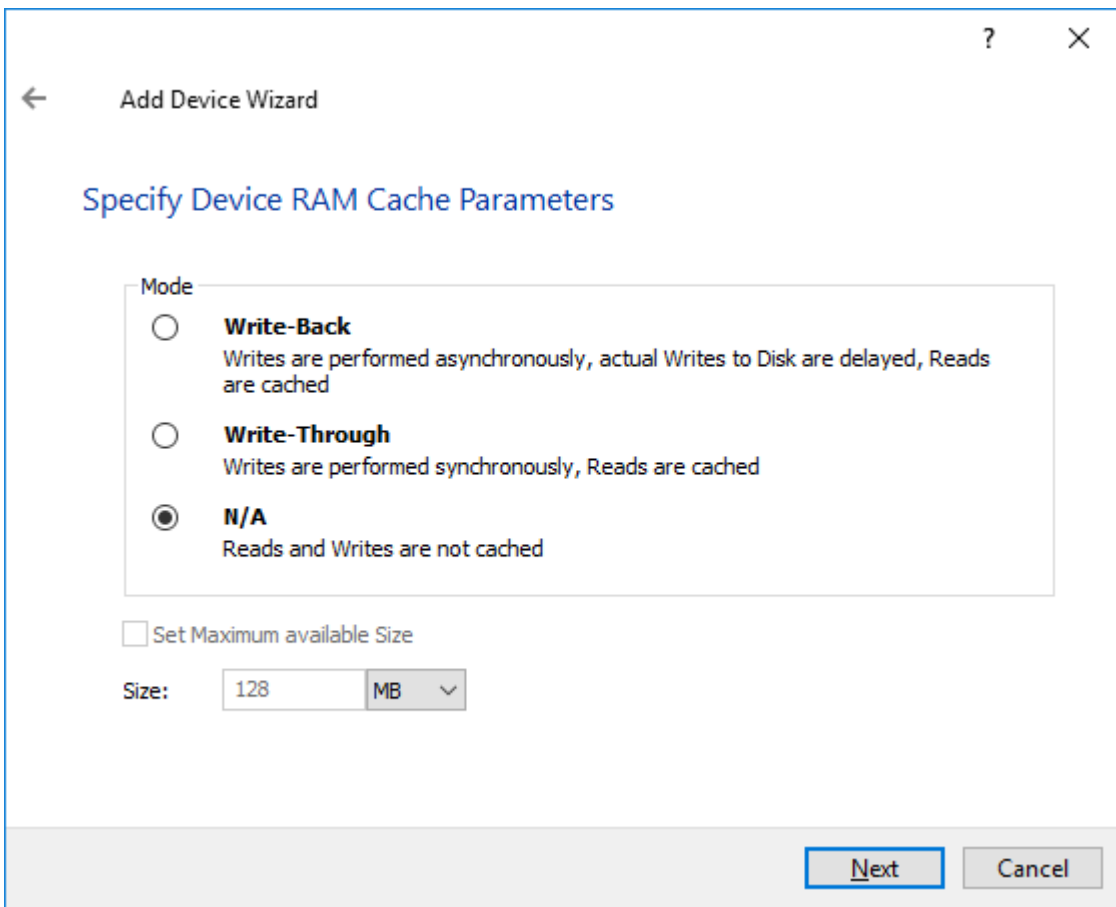 ?
Add Device Wizard
Specify Device RAM Cache Parameters
Mode
Write-Back
Writes are performed asynchronously, actual Writes to Disk are delayed, Reads
are cached
Write-Through
Writes are performed synchronously, Reads are cached
N/A
Reads and Writes are not cached
Set Maximum available Size
Size: 128 MB
Next Cancel